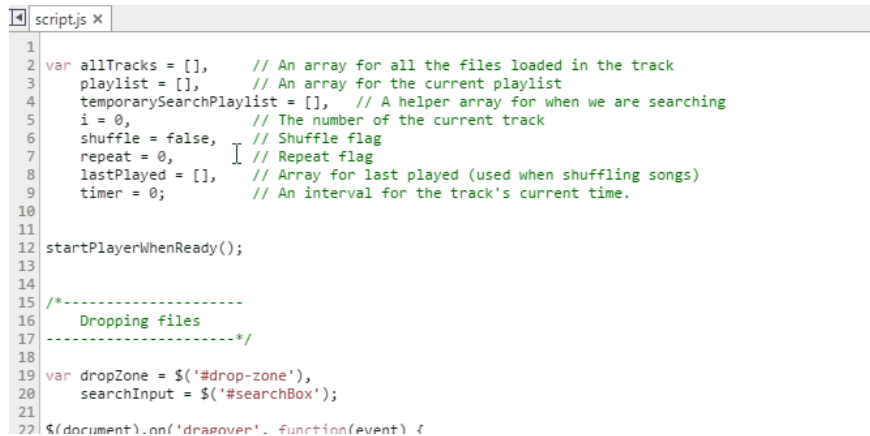 script.js ×
1
2 var allTracks = [],     // An array for all the files loaded in the track
3     playlist = [],      // An array for the current playlist
4     temporarySearchPlaylist = [],   // A helper array for when we are searching
5     i = 0,              // The number of the current track
6     shuffle = false,    // Shuffle flag
7     repeat = 0,         // Repeat flag
8     lastPlayed = [],    // Array for last played (used when shuffling songs)
9     timer = 0;          // An interval for the track's current time.
10
11
12 startPlayerWhenReady();
13
14
15 /*---------------------
16     Dropping files
17 ----------------------*/
18
19 var dropZone = $('#drop-zone'),
20     searchInput = $('#searchBox');
21
22 $(document).on('dragover', function(event) {